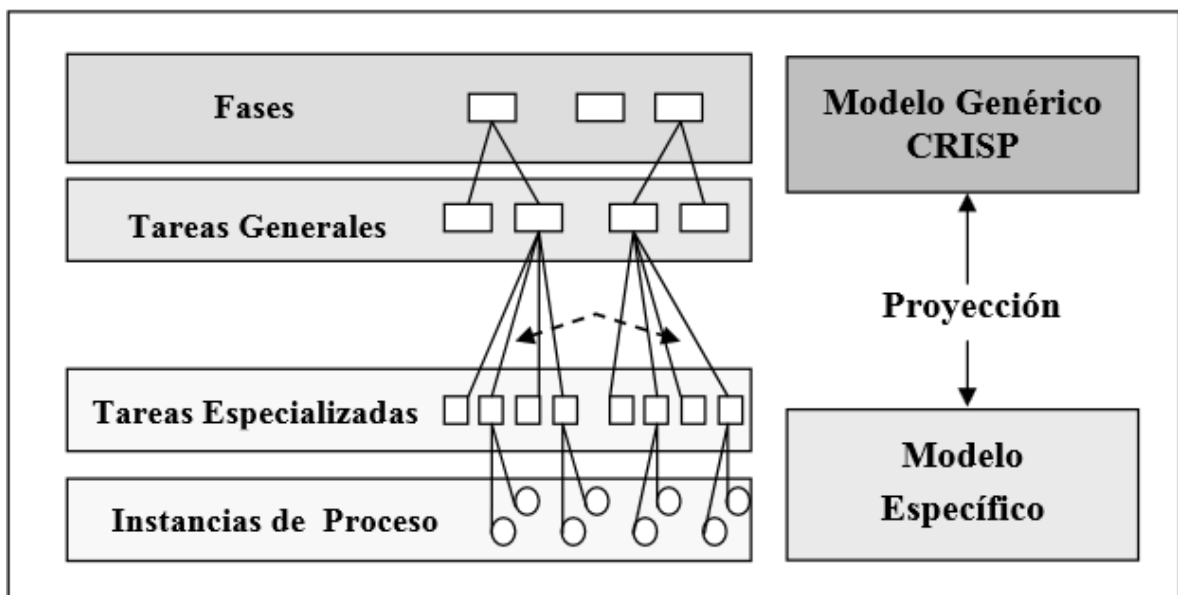 Fases
Tareas Generales
Tareas Especializadas
Instancias de Proceso
Modelo Genérico
CRISP
Proyección
Modelo
Específico